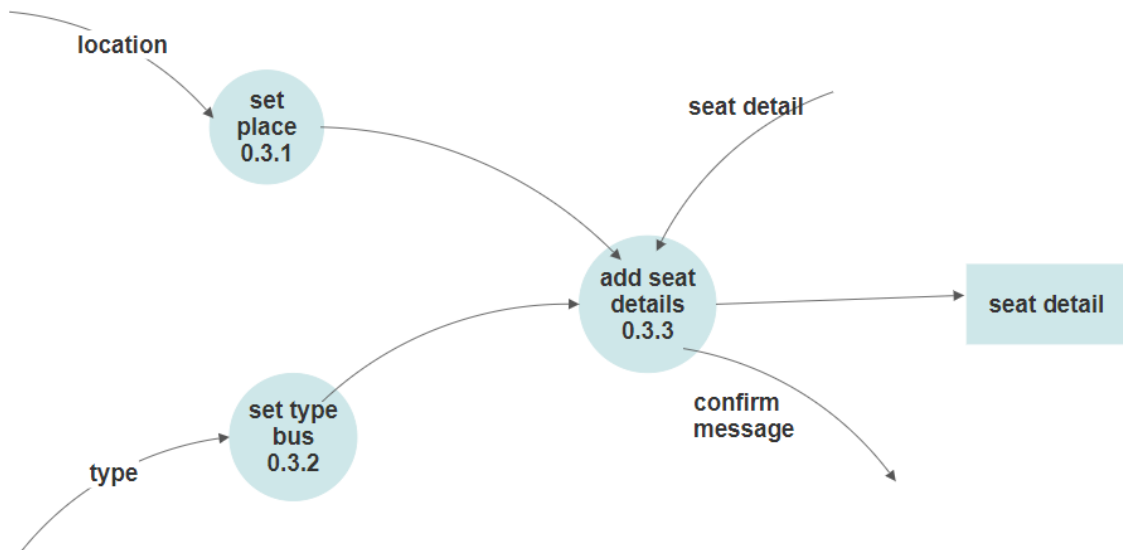 location
set
place
0.3.1
seat detail
add seat
details
0.3.3
seat detail
confirm
message
set type
bus
0.3.2
type